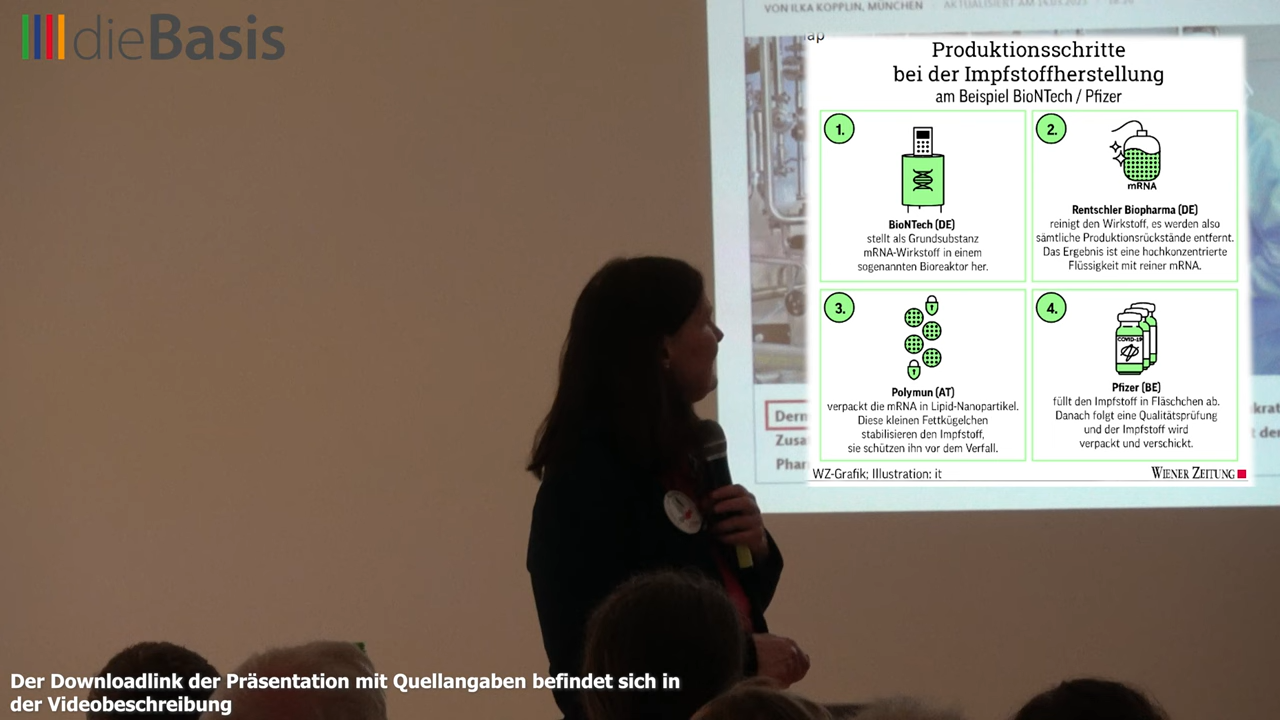 dieBasis
VON ILKA KOPPLIN, MÜNCHEN
AKTUALISIERT AM
Produktionsschritte
bei der Impfstoffherstellung
am Beispiel BioNTech / Pfizer
1.
BioNTech (DE)
stellt als Grundsubstanz
mRNA-Wirkstoff in einem
sogenannten Bioreaktor her.
2.
mRNA
Rentschler Biopharma (DE)
reinigt den Wirkstoff, es werden also
sämtliche Produktionsrückstände entfernt.
Das Ergebnis ist eine hochkonzentrierte
Flüssigkeit mit reiner mRNA.
3.
Polymun (AT)
verpackt die mRNA in Lipid-Nanopartikel.
Diese kleinen Fettkügelchen
stabilisieren den Impfstoff,
sie schützen ihn vor dem Verfall.
4.
COVID-19
Pfizer (BE)
füllt den Impfstoff in Fläschchen ab.
Danach folgt eine Qualitätsprüfung
und der Impfstoff wird
verpackt und verschickt.
WZ-Grafik; Illustration: it
WIENER ZEITUNG
Der Downloadlink der Präsentation mit Quellangaben befindet sich in
der Videobeschreibung